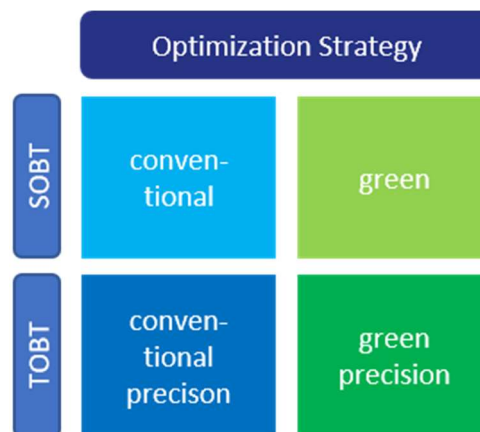 Optimization Strategy
SOBT
conven-
tional
green
TOBT
conven-
tional
precison
green
precision